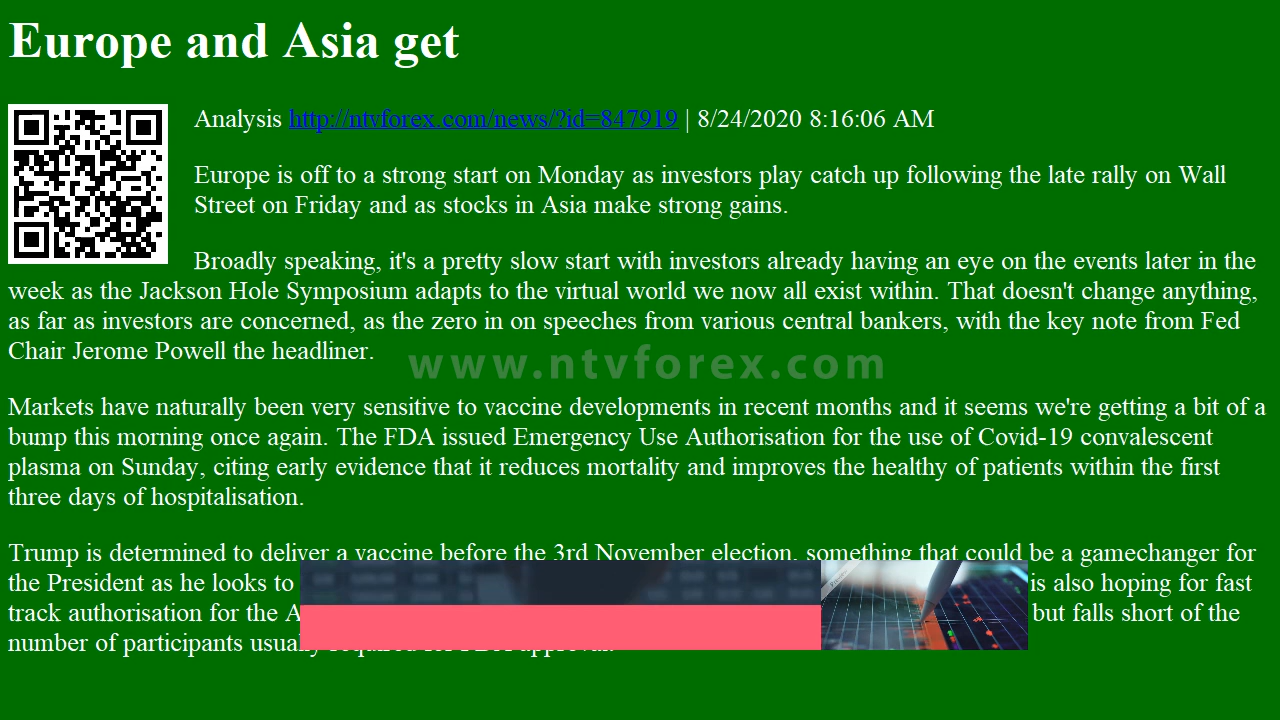 Europe and Asia get
Analysis http://ntvforex.com/news/?id=847919 | 8/24/2020 8:16:06 AM
Europe is off to a strong start on Monday as investors play catch up following the late rally on Wall
Street on Friday and as stocks in Asia make strong gains.
Broadly speaking, it's a pretty slow start with investors already having an eye on the events later in the
week as the Jackson Hole Symposium adapts to the virtual world we now all exist within. That doesn't change anything,
as far as investors are concerned, as the zero in on speeches from various central bankers, with the key note from Fed
Chair Jerome Powell the headliner.
www.ntvforex.com
Markets have naturally been very sensitive to vaccine developments in recent months and it seems we're getting a bit of a
bump this morning once again. The FDA issued Emergency Use Authorisation for the use of Covid-19 convalescent
plasma on Sunday, citing early evidence that it reduces mortality and improves the healthy of patients within the first
three days of hospitalisation.
Trump is determined to deliver a vaccine before the 3rd November election, something that could be a gamechanger for
the President as he looks to is also hoping for fast
track authorisation for the but falls short of the
number of participants usually